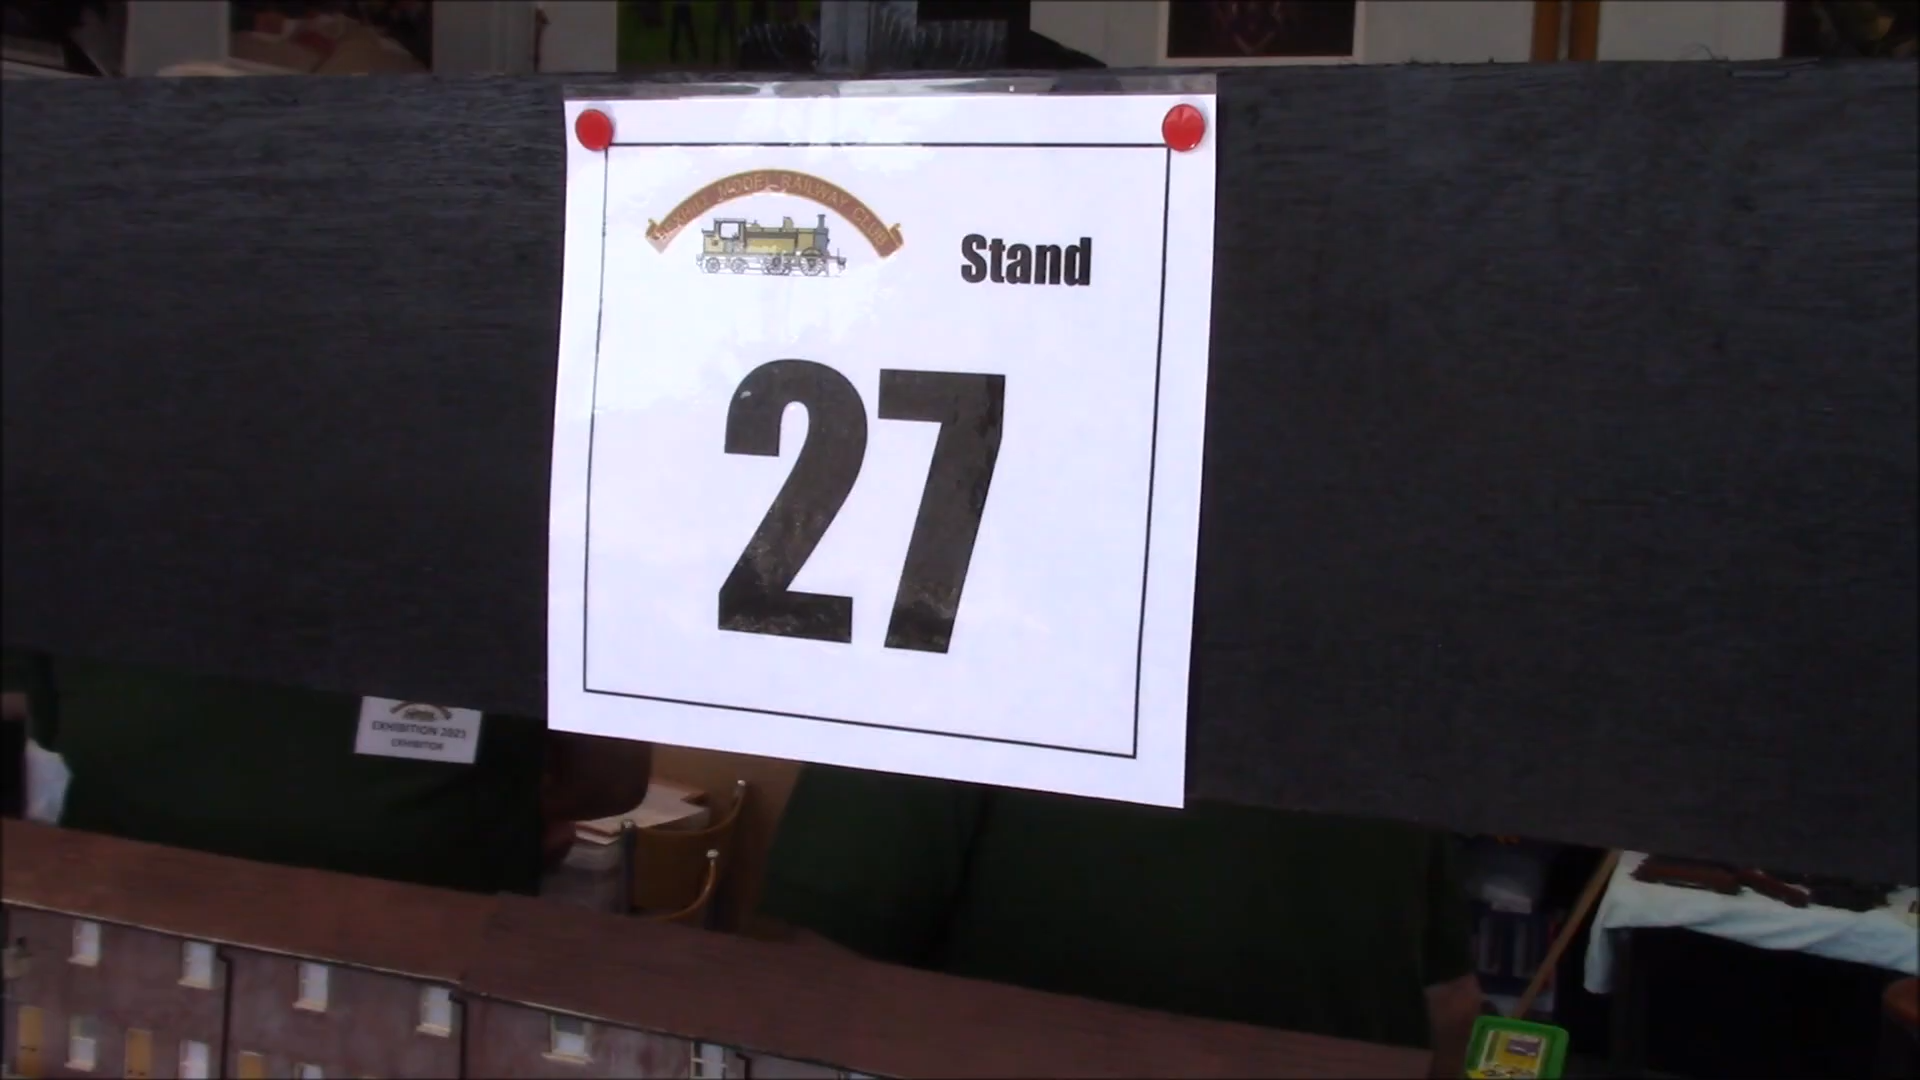 BEXHILL MODEL RAILWAY CLUB
Stand
27
EXHIBITION 2023
EXHIBITOR